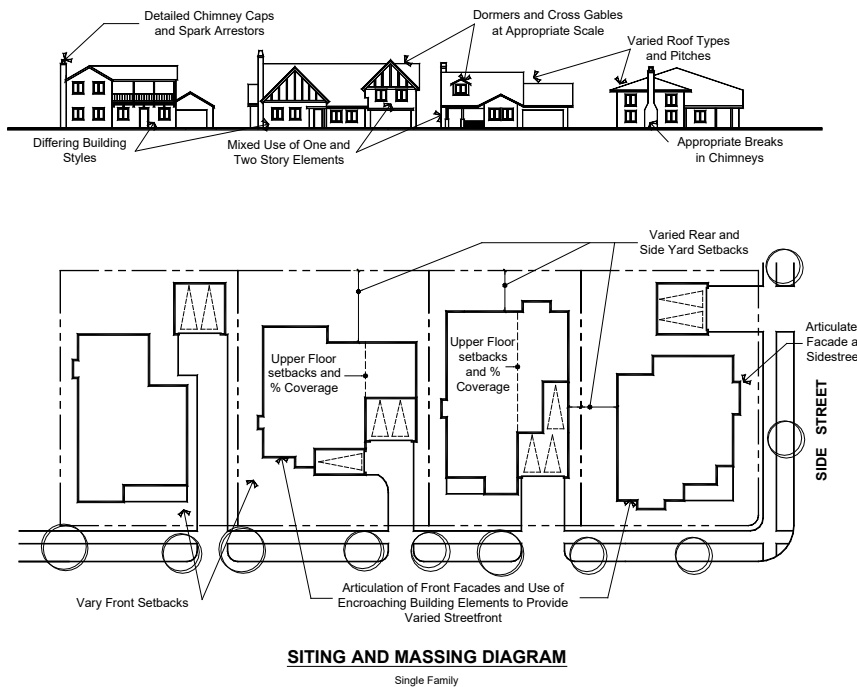 Detailed Chimney Caps
and Spark Arrestors
Dormers and Cross Gables
at Appropriate Scale
Varied Roof Types
and Pitches
Differing Building
Styles
Mixed Use of One and
Two Story Elements
Appropriate Breaks
in Chimneys
Varied Rear and
Side Yard Setbacks
Upper Floor
setbacks and
% Coverage
Upper Floor
setbacks
and %
Coverage
Articulate
Facade a
Sidestree
SIDE STREET
Vary Front Setbacks
Articulation of Front Facades and Use of
Encroaching Building Elements to Provide
Varied Streetfront
SITING AND MASSING DIAGRAM
Single Family